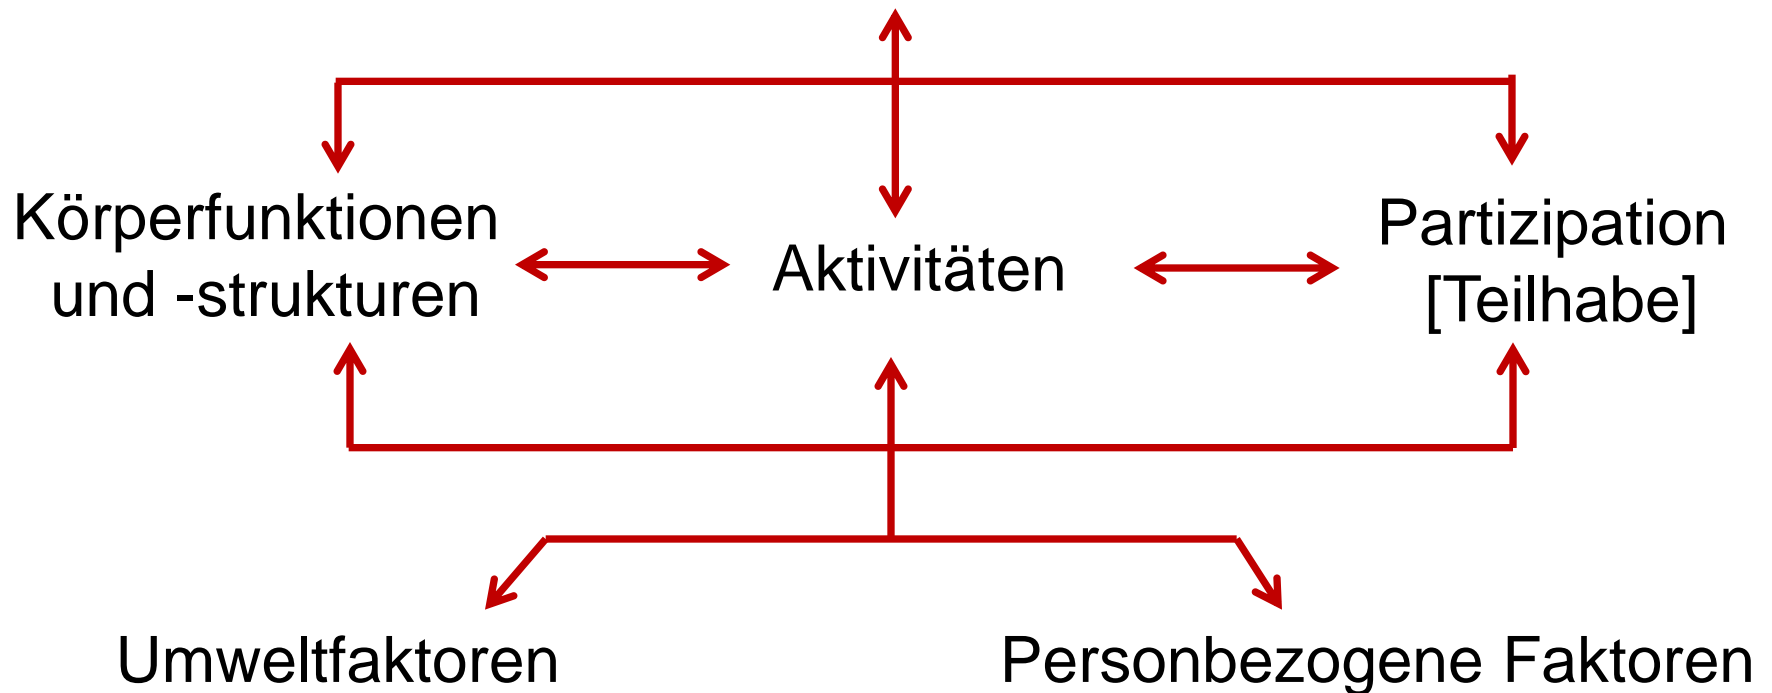 Körperfunktionen
und -strukturen
Aktivitäten
Partizipation
[Teilhabe]
Umweltfaktoren
Personbezogene Faktoren